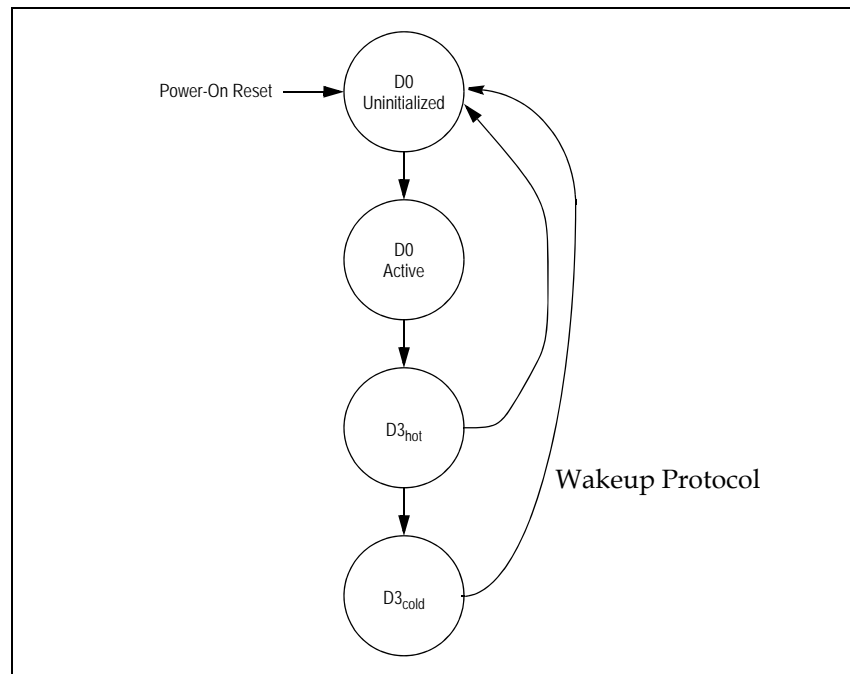 D0
Uninitialized
Power-On Reset
D0
Active
D3hot
Wakeup Protocol
D3cold